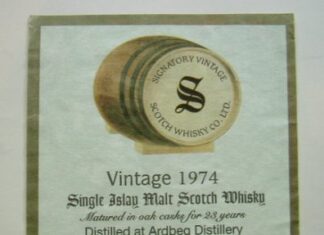 SIGNATORY VINTAGE
S
SCOTCH WHISKY CO. LTD.
Vintage 1974
Single Islay Malt Scotch Whisky
Matured in oak casks for 23 years
Distilled at Ardbeg Distillery